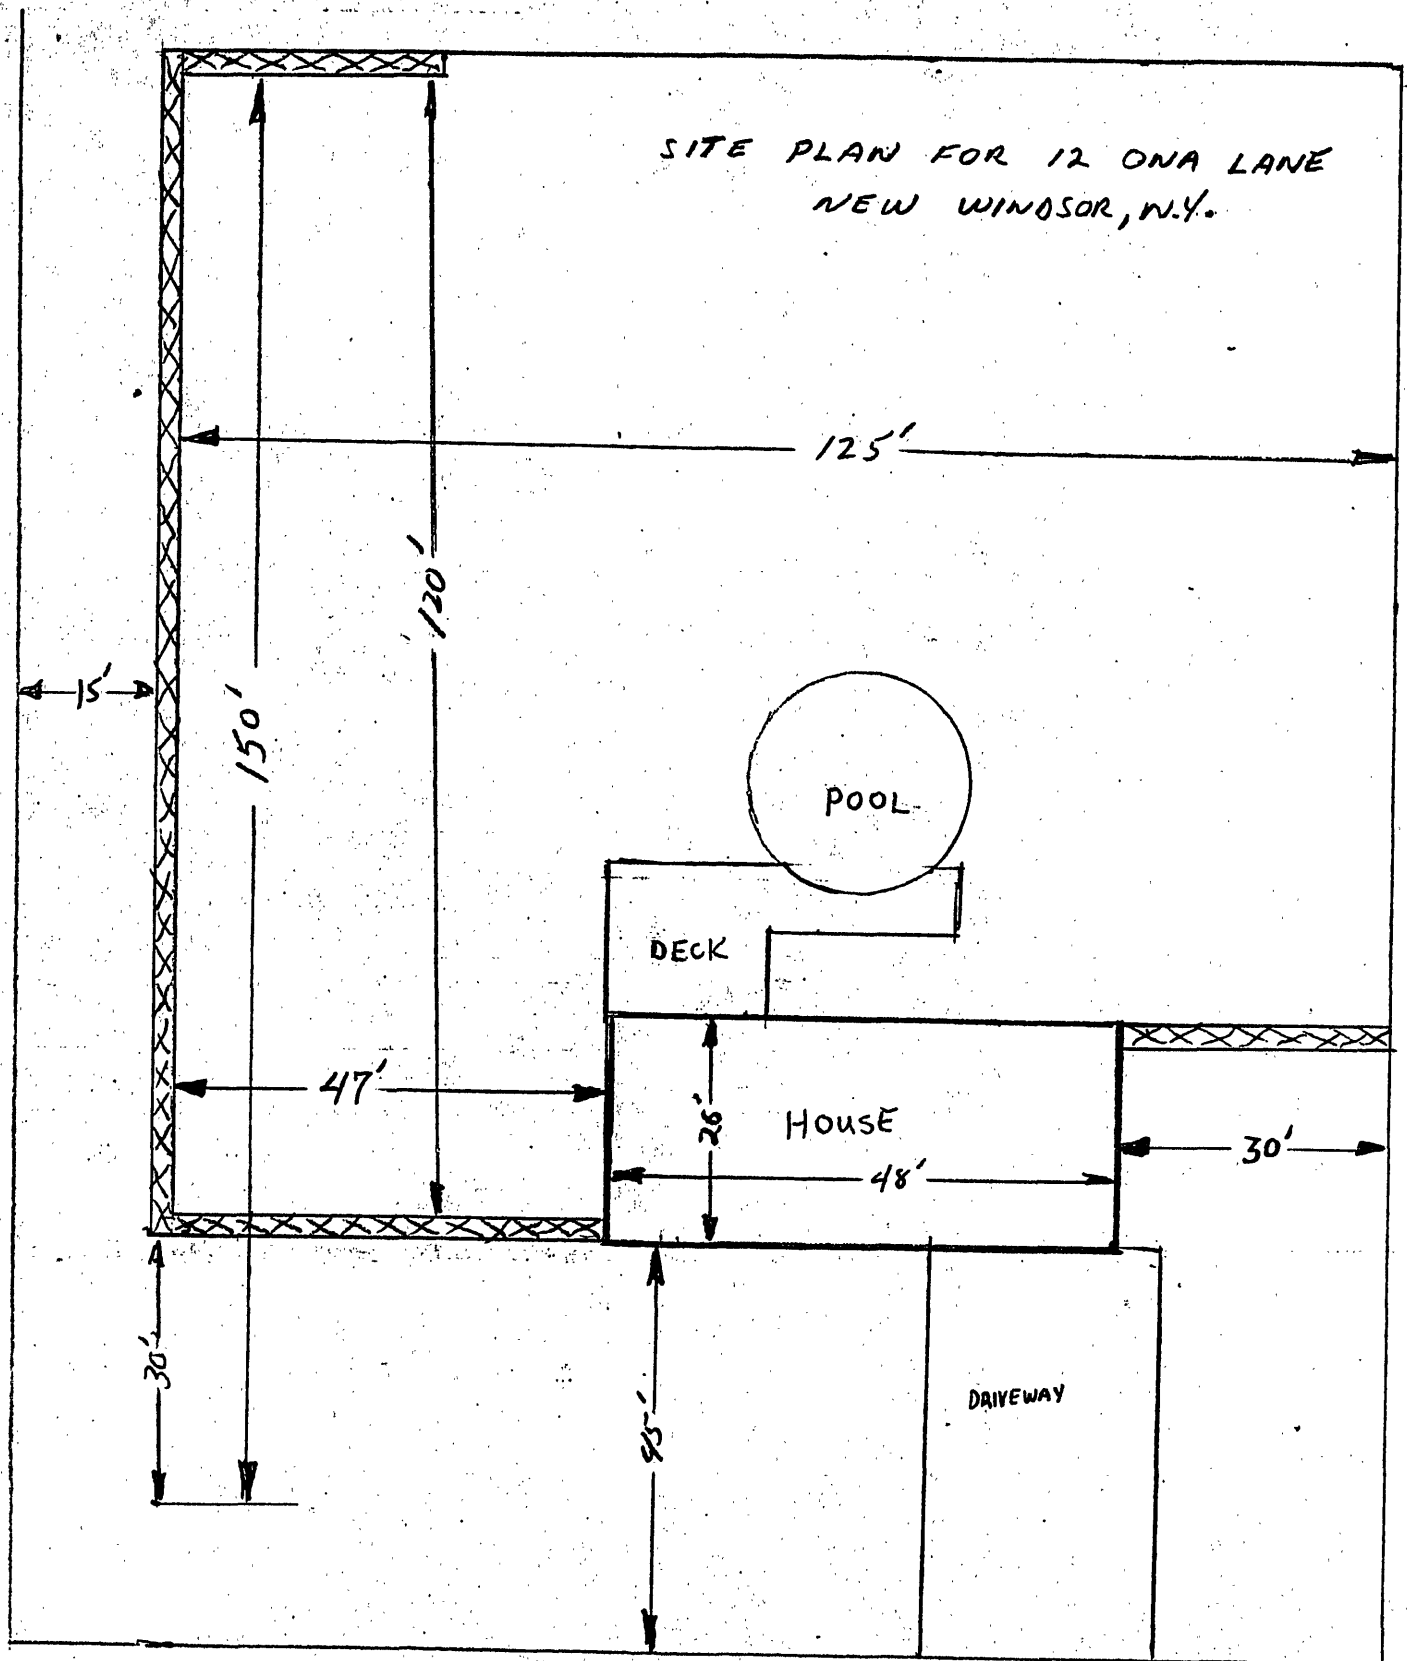 SITE PLAN FOR 12 ONA LANE
NEW WINDSOR, N.Y.
125'
120'
15'
150'
POOL
DECK
47'
26'
HOUSE
30'
48'
30'
45'
DRIVEWAY